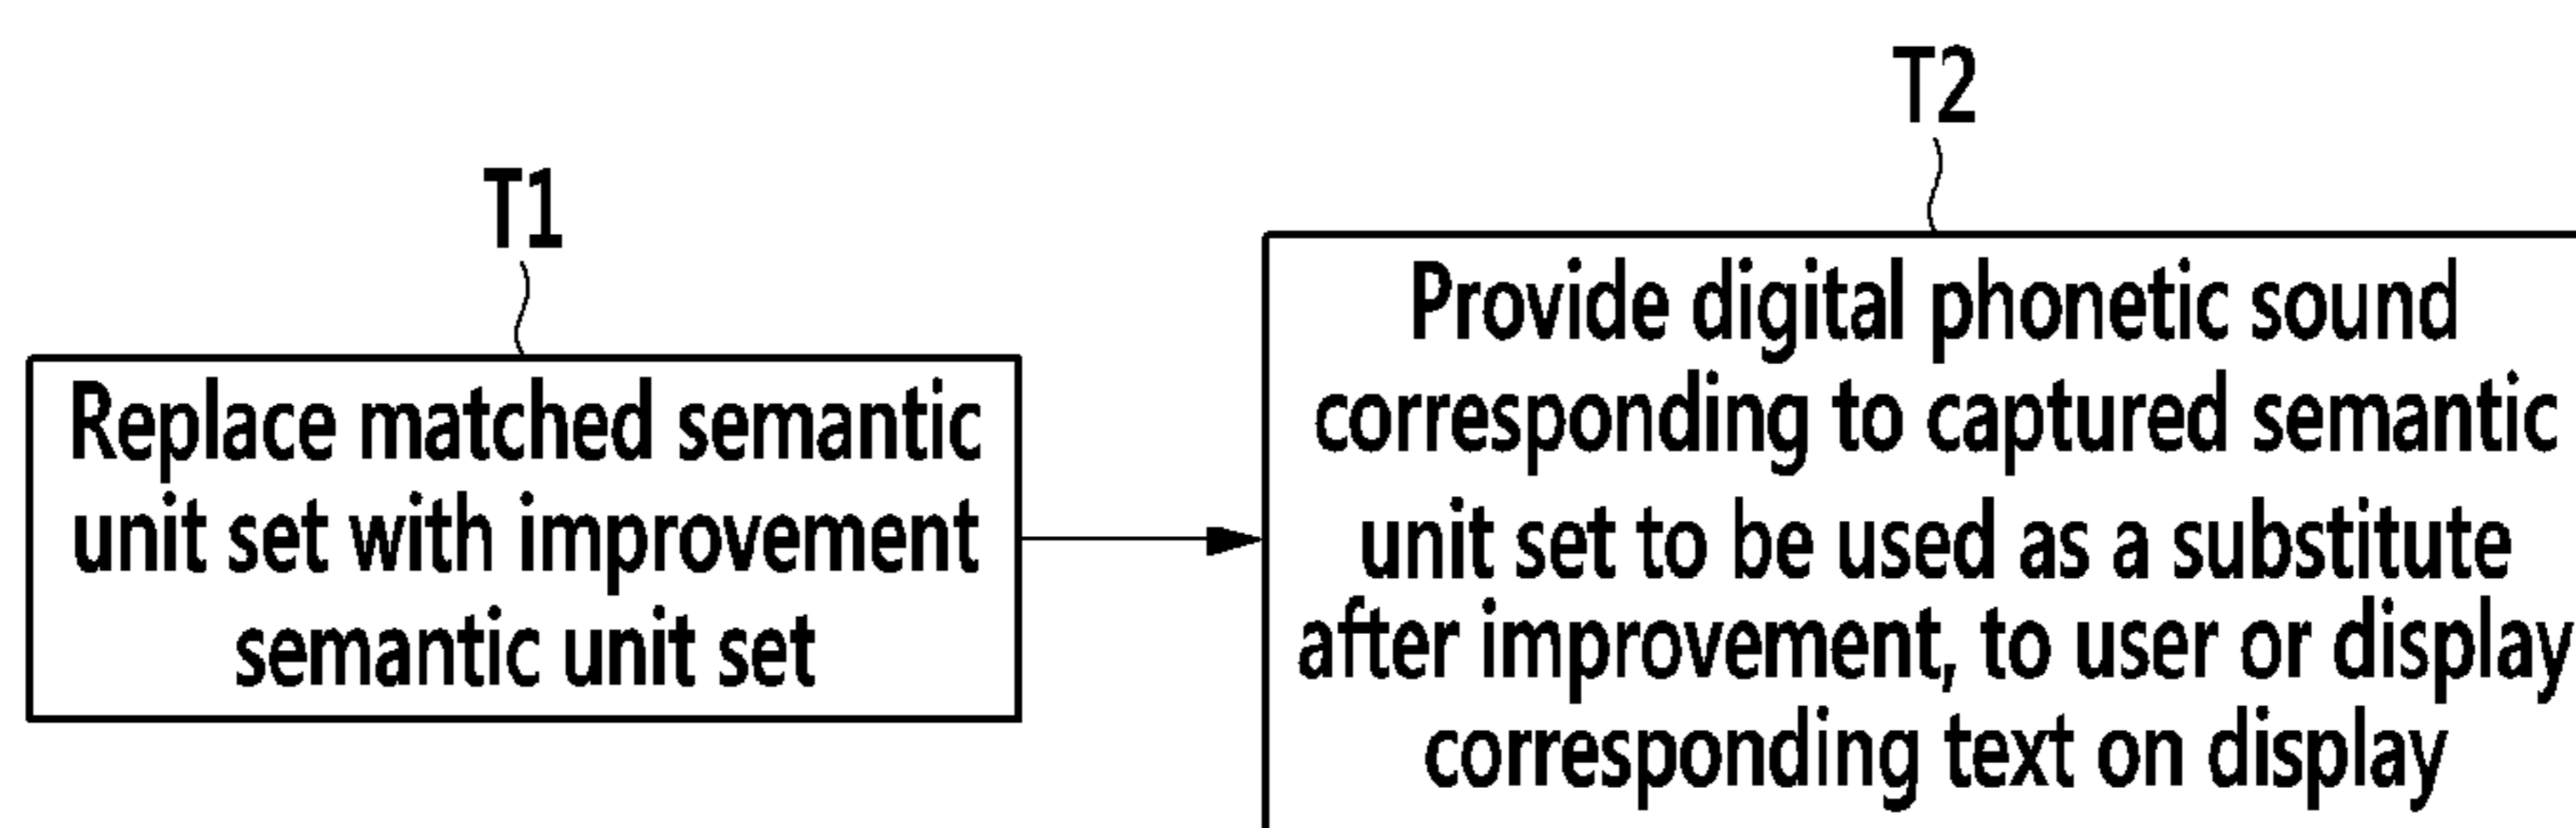 T1
Replace matched semantic
unit set with improvement
semantic unit set
T2
Provide digital phonetic sound
corresponding to captured semantic
unit set to be used as a substitute
after improvement, to user or display
corresponding text on display